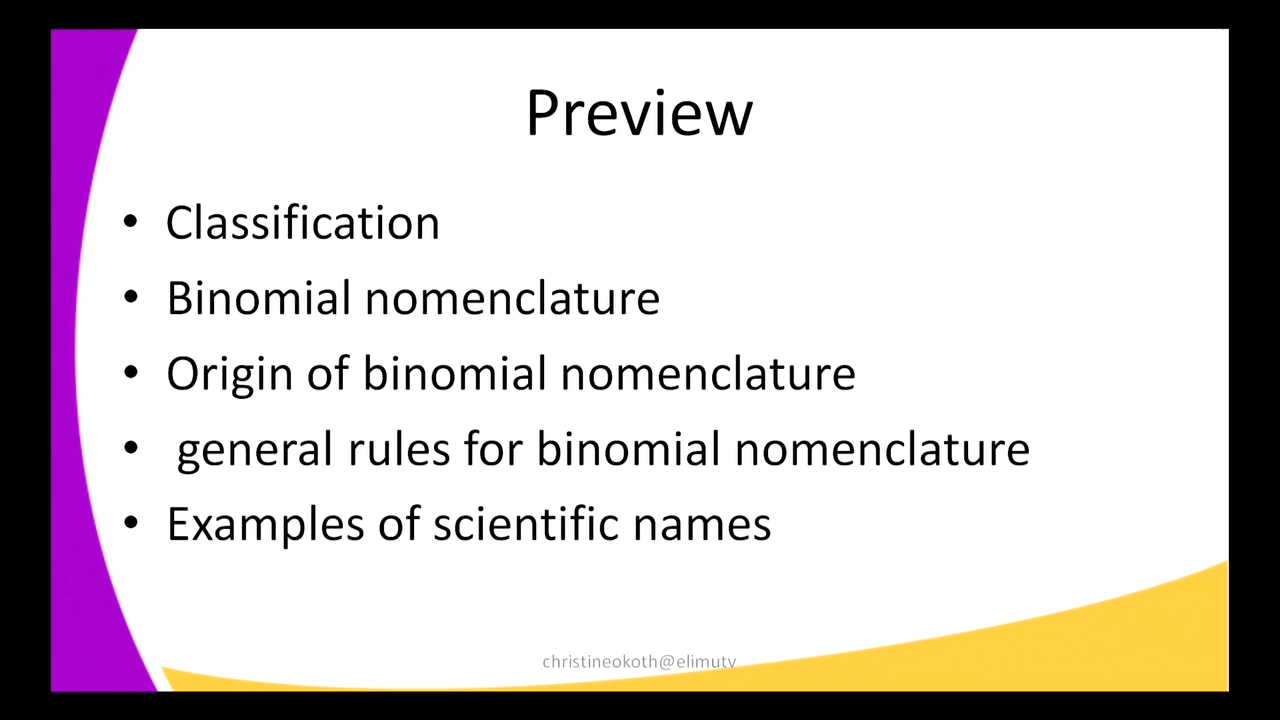 Preview
• Classification
• Binomial nomenclature
• Origin of binomial nomenclature
• general rules for binomial nomenclature
• Examples of scientific names
christineokoth@elimutv